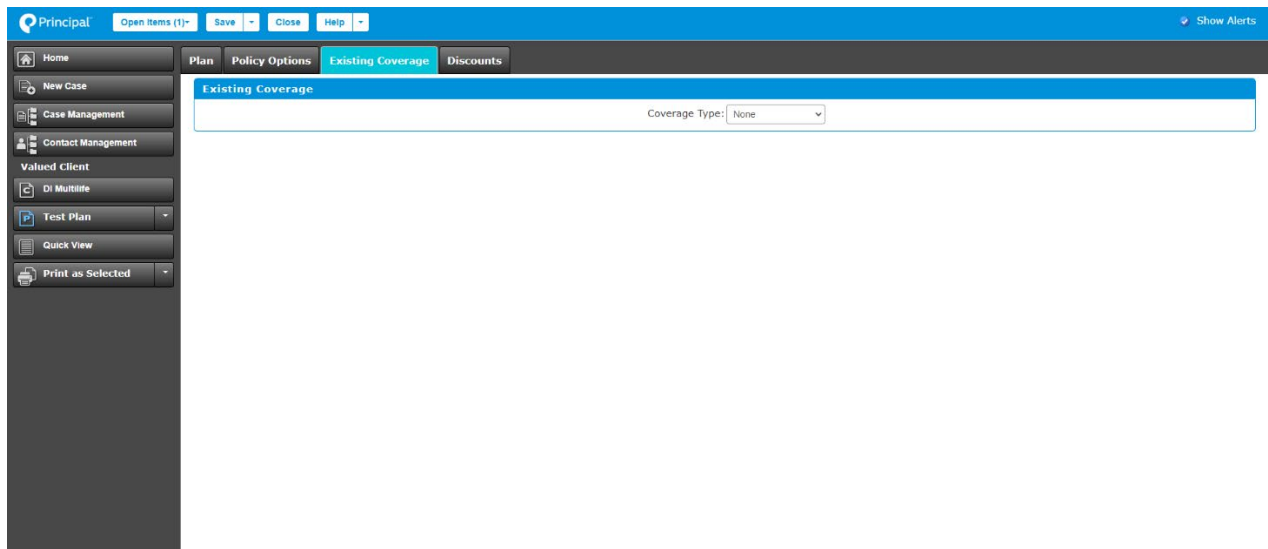 Principal
Open Items (1)
Save
Close
Help
Show Alerts
Home
New Case
Case Management
Contact Management
Valued Client
DI Multilife
Test Plan
Quick View
Print as Selected
Plan
Policy Options
Existing Coverage
Discounts
Existing Coverage
Coverage Type: None